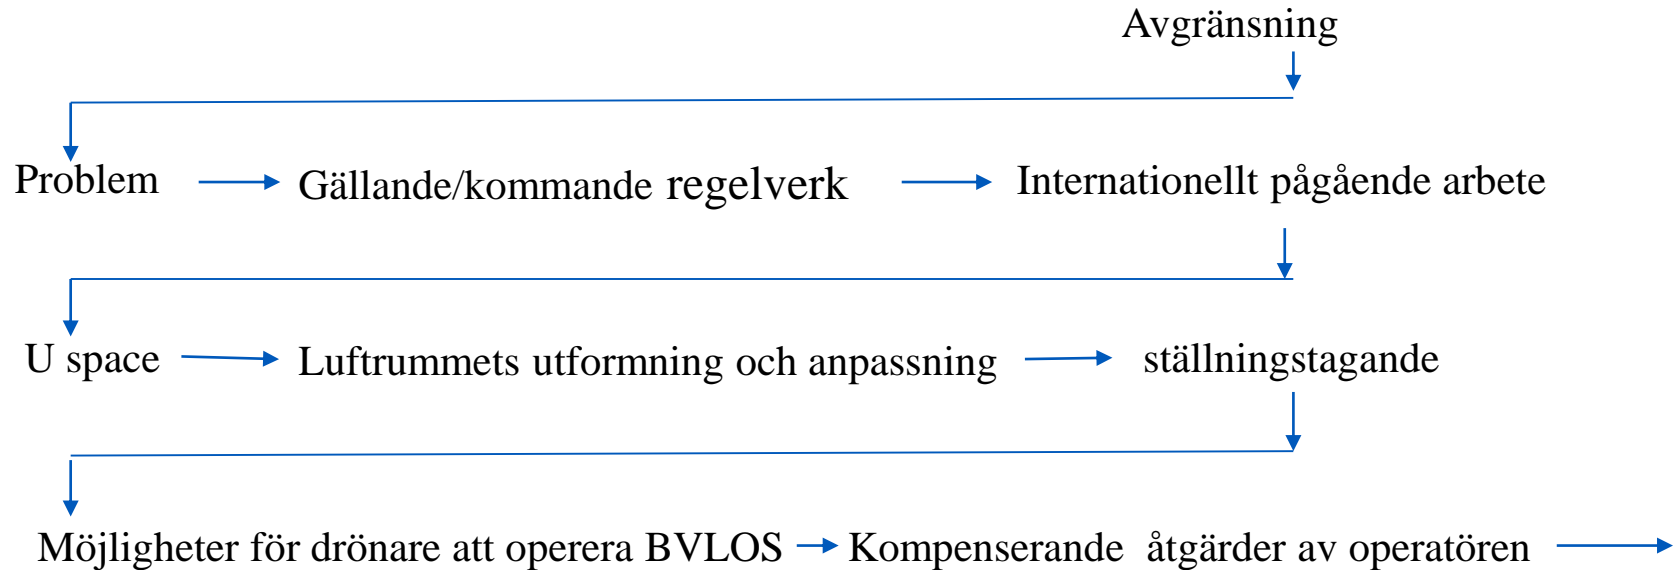 Avgränsning
Problem Gällande/kommande regelverk Internationellt pågående arbete
U space Luftrummets utformning och anpassning ställningstagande
Möjligheter för drönare att operera BVLOS Kompenserande åtgärder av operatören